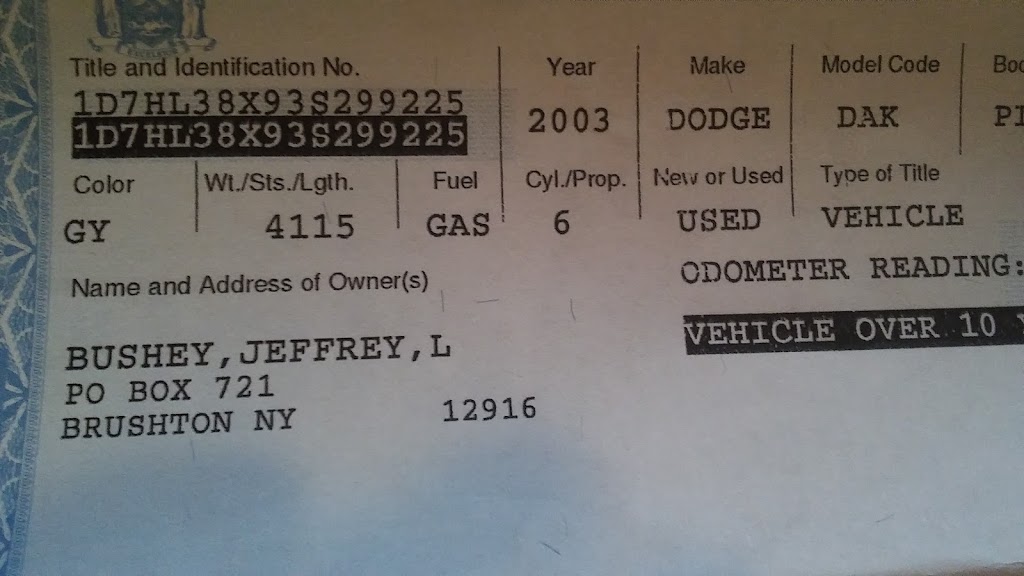 Title and Identification No. Year Make Model Code
1D7HL38X93S299225
1D7HL38X93S299225 2003 DODGE DAK
Color Wt./Sts./Lgth. Fuel Cyl./Prop. New or Used Type of Title
GY 4115 GAS 6 USED VEHICLE
Name and Address of Owner(s) ODOMETER READING:
VEHICLE OVER 10
BUSHEY,JEFFREY,L
PO BOX 721
BRUSHTON NY 12916